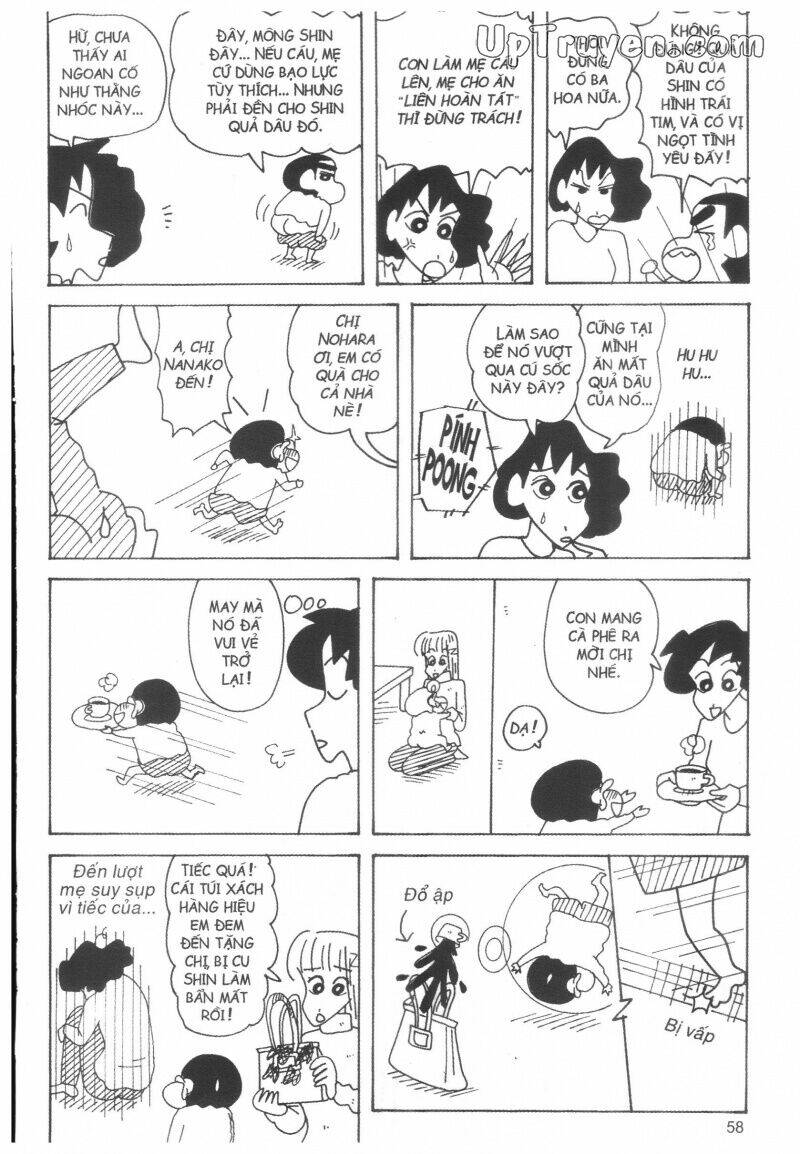 UpTruyen.com
KHÔNG
ĐÚNG! QUẢ
DÂU CỦA
SHIN CÓ
HÌNH TRÁI
TIM, VÀ CÓ VỊ
NGỌT TÌNH
YÊU ĐẤY!
THÔI
ĐỪNG
CÓ BA
HOA NỮA.
CON LÀM MẸ CÁU
LÊN, MẸ CHO ĂN
"LIÊN HOÀN TÁT"
THÌ ĐỪNG TRÁCH!
ĐÂY, MÔNG SHIN
ĐÂY... NẾU CÁU, MẸ
CỨ DÙNG BẠO LỰC
TÙY THÍCH... NHƯNG
PHẢI ĐỀN CHO SHIN
QUẢ DÂU ĐÓ.
HỪ, CHƯA
THẤY AI
NGOAN CỐ
NHƯ THẰNG
NHÓC NÀY...
HU HU
HU...
CŨNG TẠI
MÌNH
ĂN MẤT
QUẢ DÂU
CỦA NÓ...
LÀM SAO
ĐỂ NÓ VƯỢT
QUA CÚ SỐC
NÀY ĐÂY?
PÍNH
POONG
CHỊ
NOHARA
ƠI, EM CÓ
QUÀ CHO
CẢ NHÀ
NÈ!
A, CHỊ
NANAKO
ĐẾN!
CON MANG
CÀ PHÊ RA
MỜI CHỊ
NHÉ.
DẠ!
MAY MÀ
NÓ ĐÃ
VUI VẺ
TRỞ
LẠI!
Bị vấp
Đổ ập
TIẾC QUÁ!
CÁI TÚI XÁCH
HÀNG HIỆU
EM ĐEM
ĐẾN TẶNG
CHỊ, BỊ CU
SHIN LÀM
BẨN MẤT
RỒI!
Đến lượt
mẹ suy sụp
vì tiếc của...
58